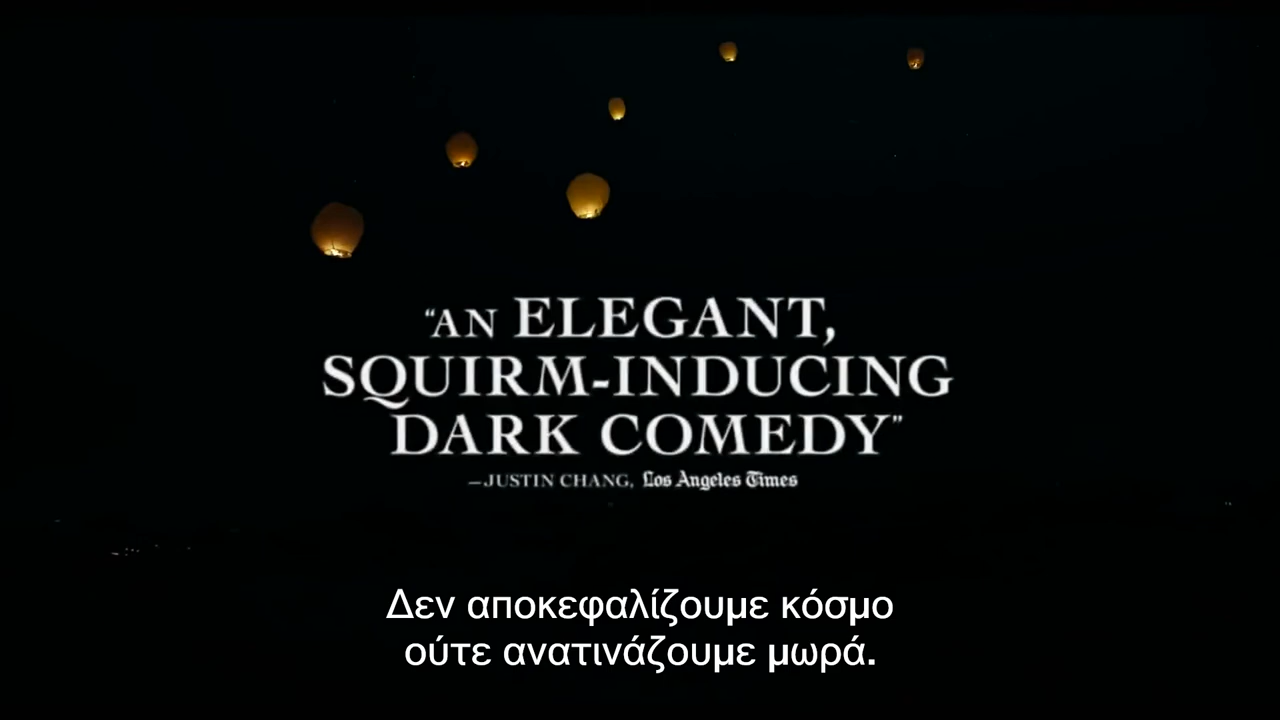 “AN ELEGANT,
SQUIRM-INDUCING
DARK COMEDY”
—JUSTIN CHANG, Los Angeles Times
Δεν αποκεφαλίζουμε κόσμο
ούτε ανατινάζουμε μωρά.